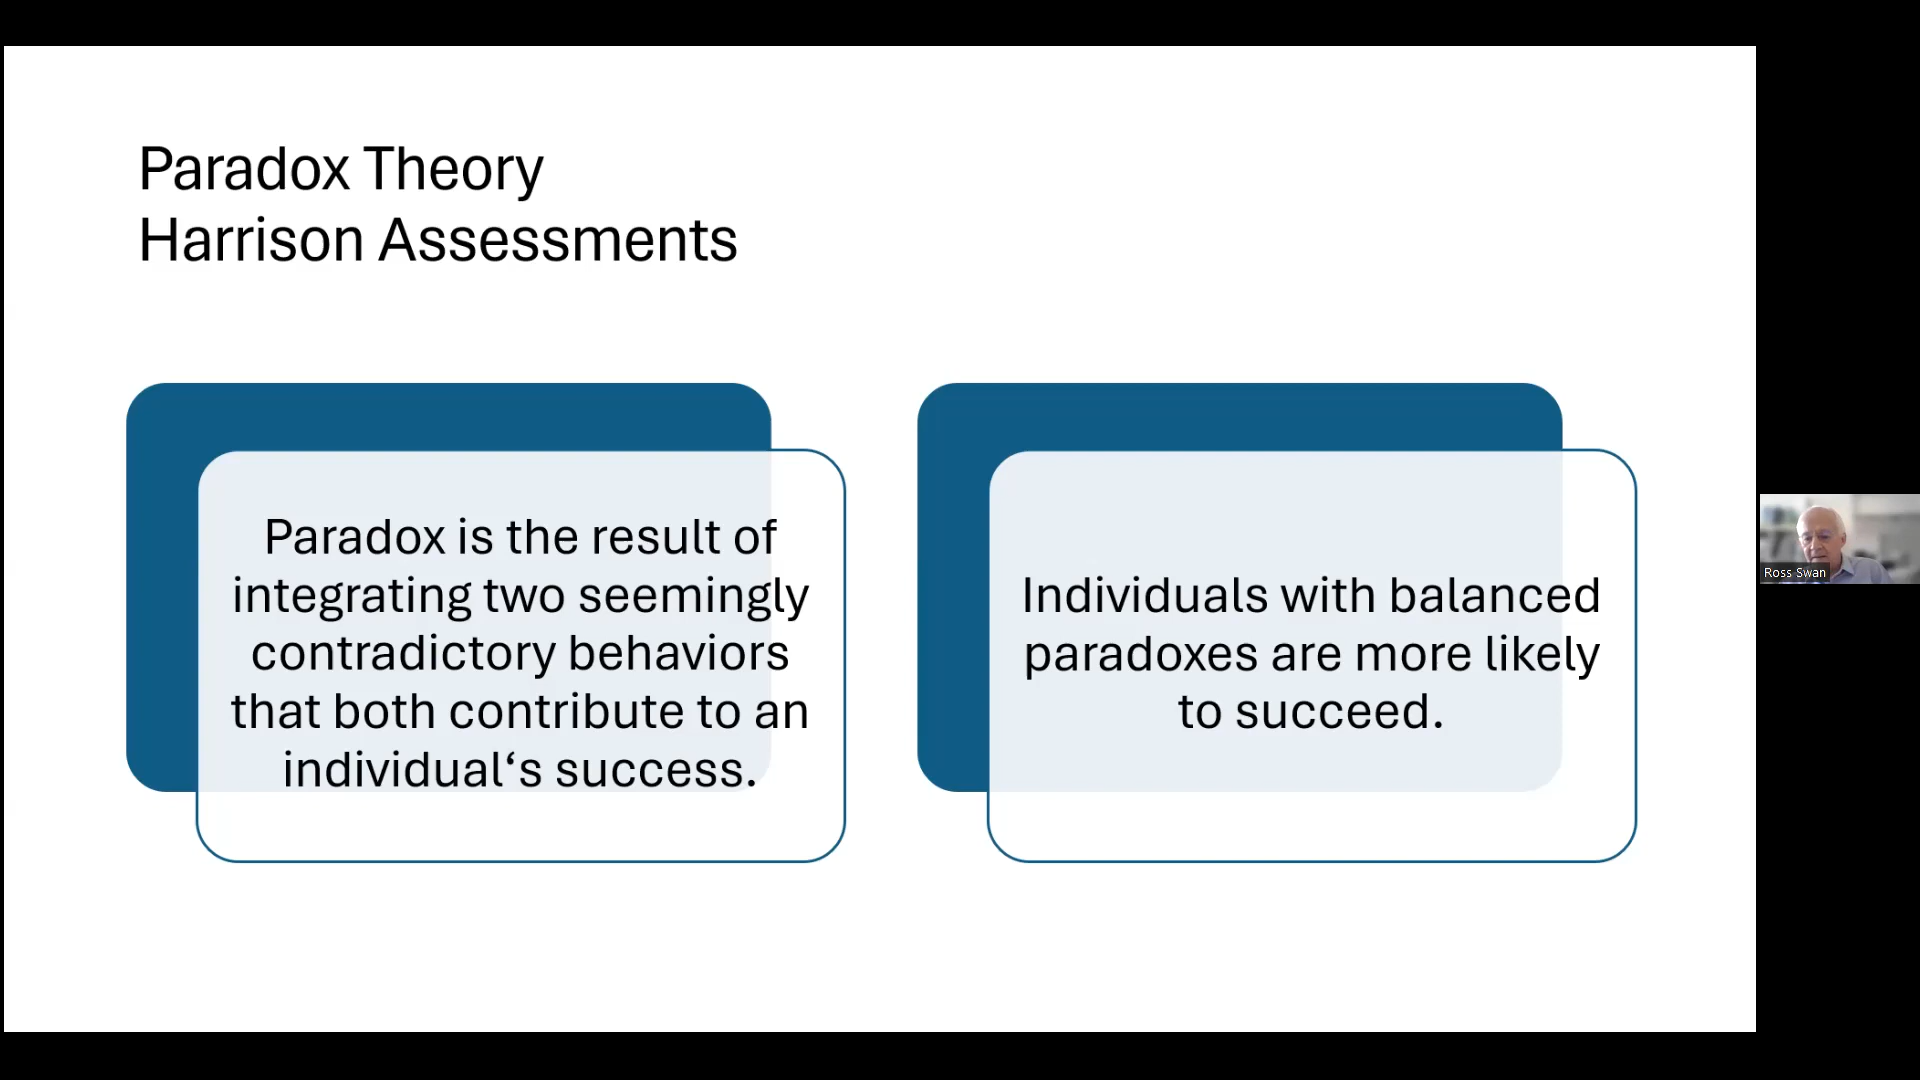 Paradox Theory
Harrison Assessments
Paradox is the result of
integrating two seemingly
contradictory behaviors
that both contribute to an
individual‘s success.
Individuals with balanced
paradoxes are more likely
to succeed.
Ross Swan